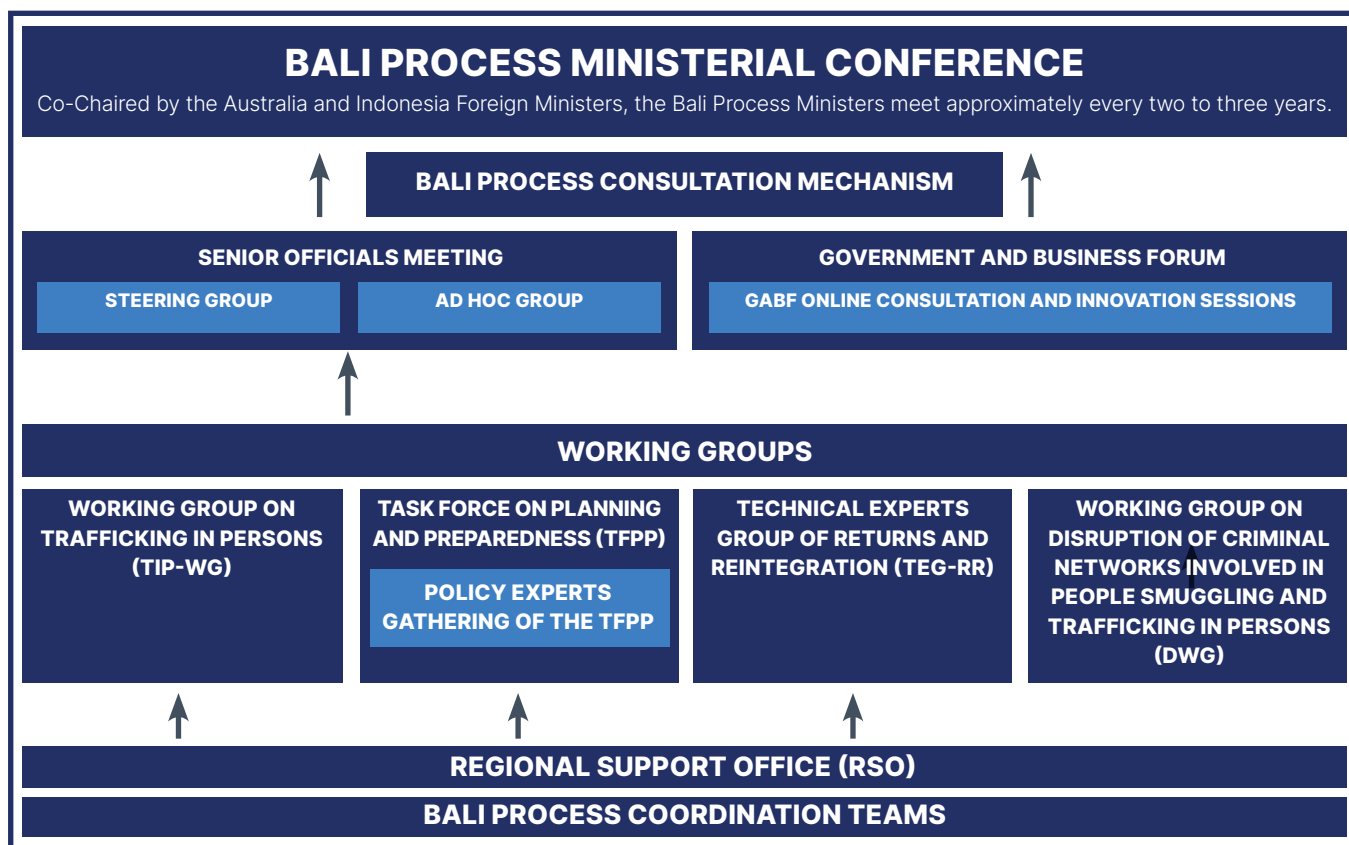 BALI PROCESS MINISTERIAL CONFERENCE
Co-Chaired by the Australia and Indonesia Foreign Ministers, the Bali Process Ministers meet approximately every two to three years.
BALI PROCESS CONSULTATION MECHANISM
SENIOR OFFICIALS MEETING
STEERING GROUP
AD HOC GROUP
GOVERNMENT AND BUSINESS FORUM
GABF ONLINE CONSULTATION AND INNOVATION SESSIONS
WORKING GROUPS
WORKING GROUP ON
TRAFFICKING IN PERSONS
(TIP-WG)
TASK FORCE ON PLANNING
AND PREPAREDNESS (TFPP)
POLICY EXPERTS
GATHERING OF THE TFPP
TECHNICAL EXPERTS
GROUP OF RETURNS AND
REINTEGRATION (TEG-RR)
WORKING GROUP ON
DISRUPTION OF CRIMINAL
NETWORKS INVOLVED IN
PEOPLE SMUGGLING AND
TRAFFICKING IN PERSONS
(DWG)
REGIONAL SUPPORT OFFICE (RSO)
BALI PROCESS COORDINATION TEAMS